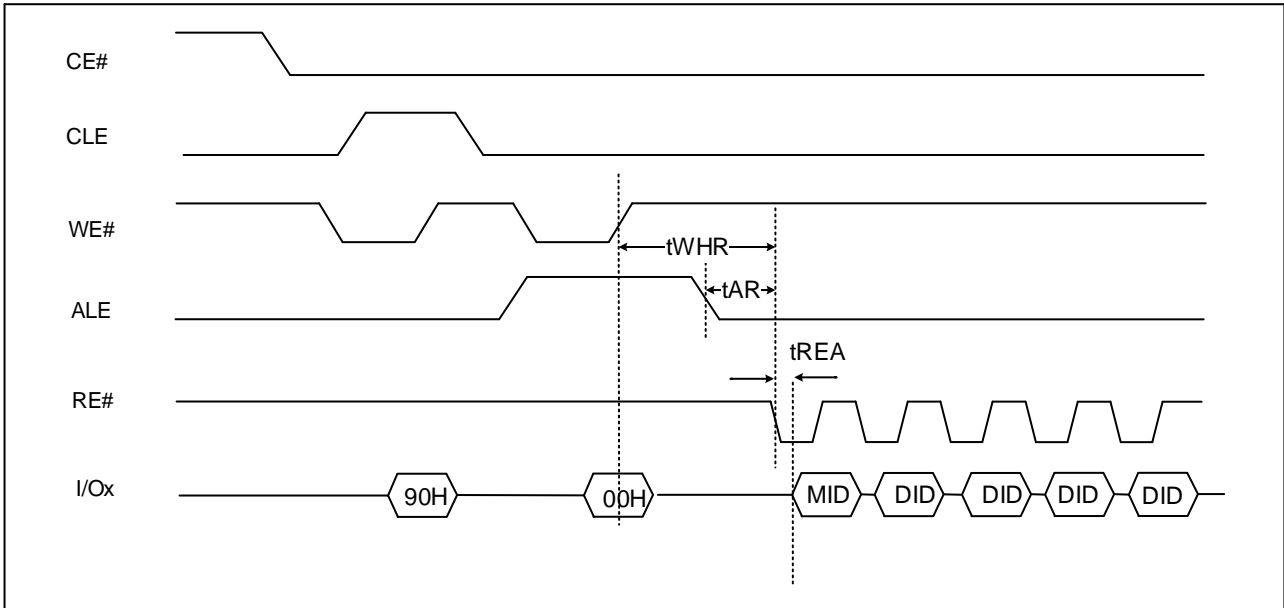 CE#
CLE
WE#
tWHR
ALE
tAR
tREA
RE#
I/Ox
90H
00H
MID
DID
DID
DID
DID